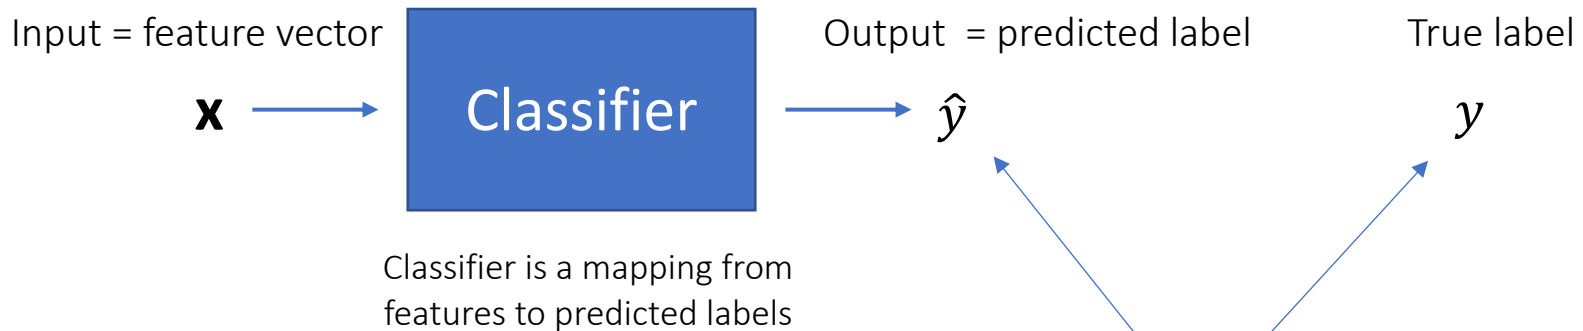 Input = feature vector
Output = predicted label
True label
x
Classifier
ŷ
y
Classifier is a mapping from
features to predicted labels